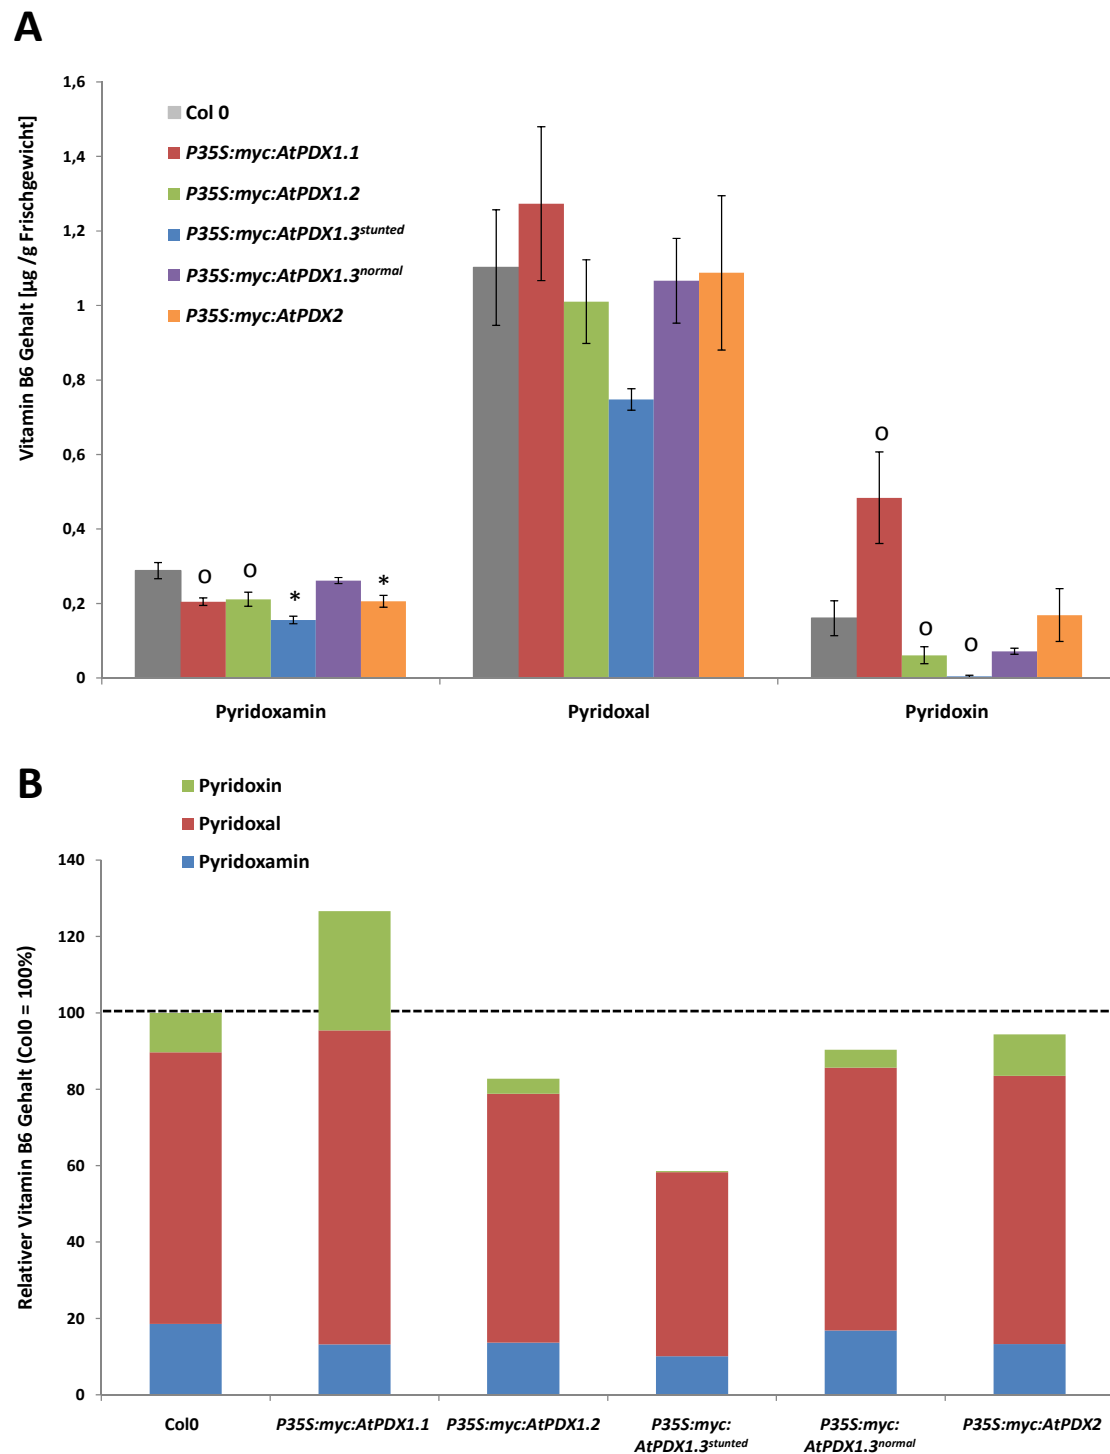 A
1,6
1,4
1,2
1
0,8
0,6
0,4
0,2
0
Vitamin B6 Gehalt [µg /g Frischgewicht]
Col 0
P35S:myc:AtPDX1.1
P35S:myc:AtPDX1.2
P35S:myc:AtPDX1.3stunted
P35S:myc:AtPDX1.3normal
P35S:myc:AtPDX2
o o * *
o o o
Pyridoxamin Pyridoxal Pyridoxin
B
Pyridoxin
Pyridoxal
Pyridoxamin
140
120
100
80
60
40
20
0
Relativer Vitamin B6 Gehalt (Col0 = 100%)
Col0 P35S:myc:AtPDX1.1 P35S:myc:AtPDX1.2 P35S:myc: P35S:myc: P35S:myc:AtPDX2
AtPDX1.3stunted AtPDX1.3normal